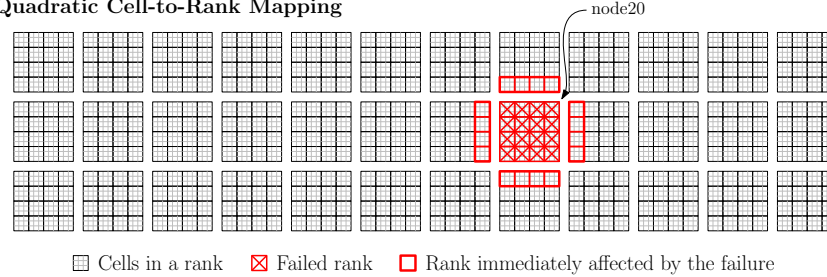 Quadratic Cell-to-Rank Mapping
node20
Cells in a rank Failed rank Rank immediately affected by the failure